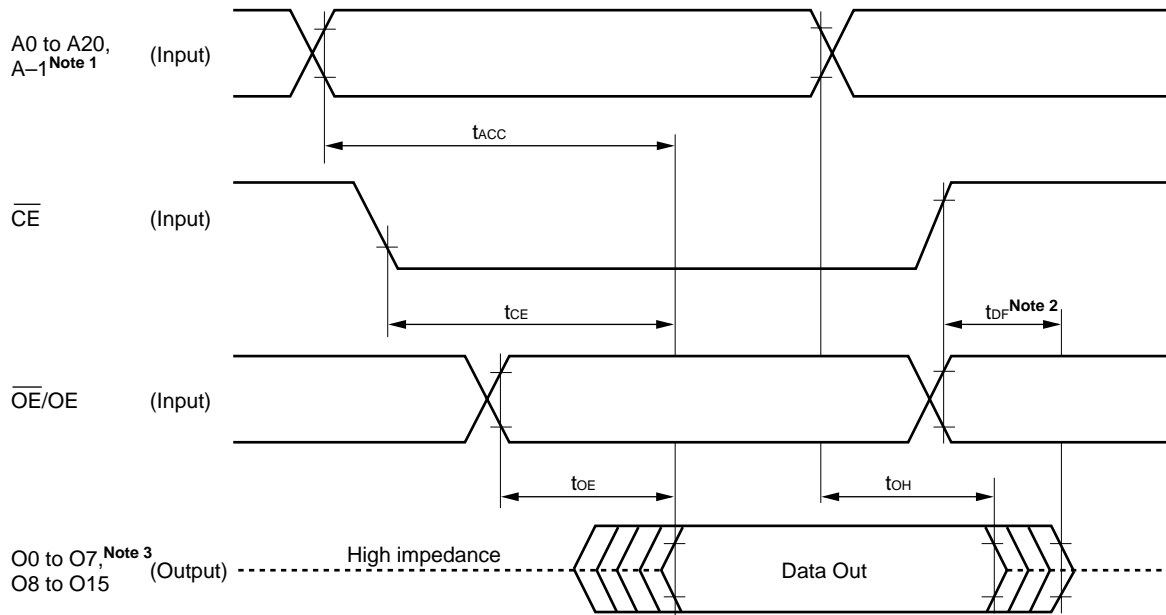 A0 to A20,
A–1Note 1
(Input)
tACC
CE
(Input)
tCE
tDFNote 2
OE/OE
(Input)
tOE
tOH
O0 to O7,Note 3
O8 to O15
(Output)
High impedance
Data Out